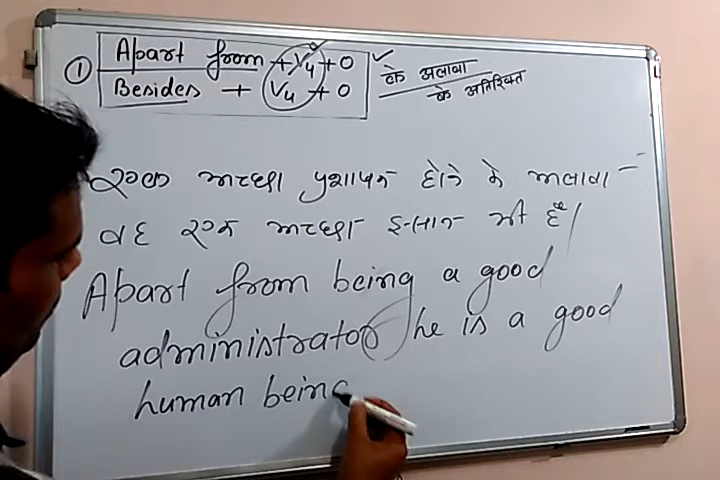 ① Apart from + V₄ + O के अलावा
Besides + V₄ + O के अतिरिक्त
एक अच्छा प्रशासक होने के अलावा
वह एक अच्छा इन्सान भी है।
Apart from being a good
administrator, he is a good
human being